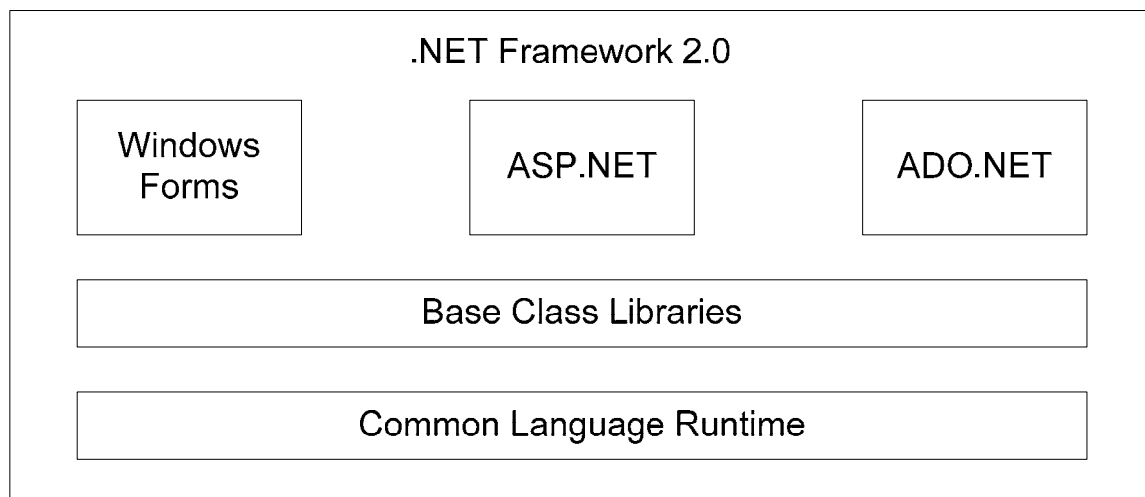 .NET Framework 2.0
Windows
Forms
ASP.NET
ADO.NET
Base Class Libraries
Common Language Runtime